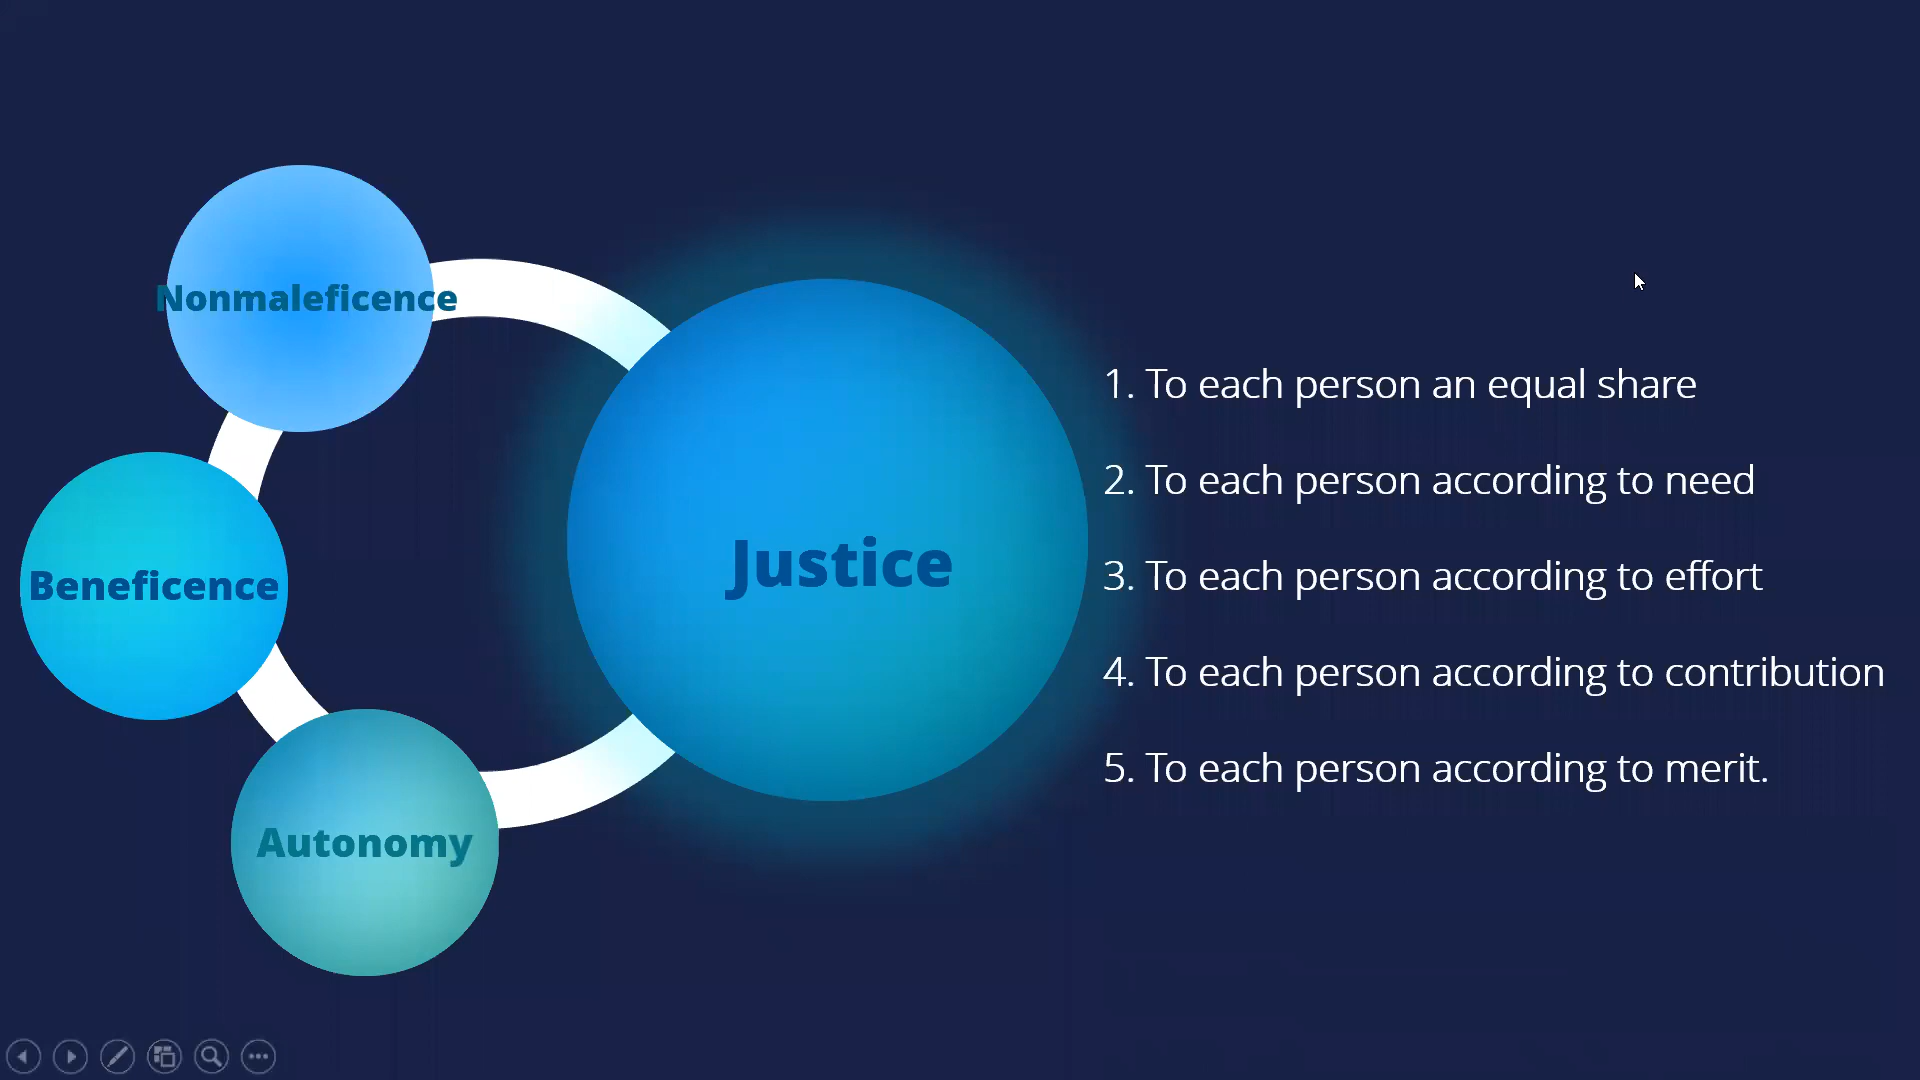 Nonmaleficence
Beneficence
Autonomy
Justice
1. To each person an equal share
2. To each person according to need
3. To each person according to effort
4. To each person according to contribution
5. To each person according to merit.